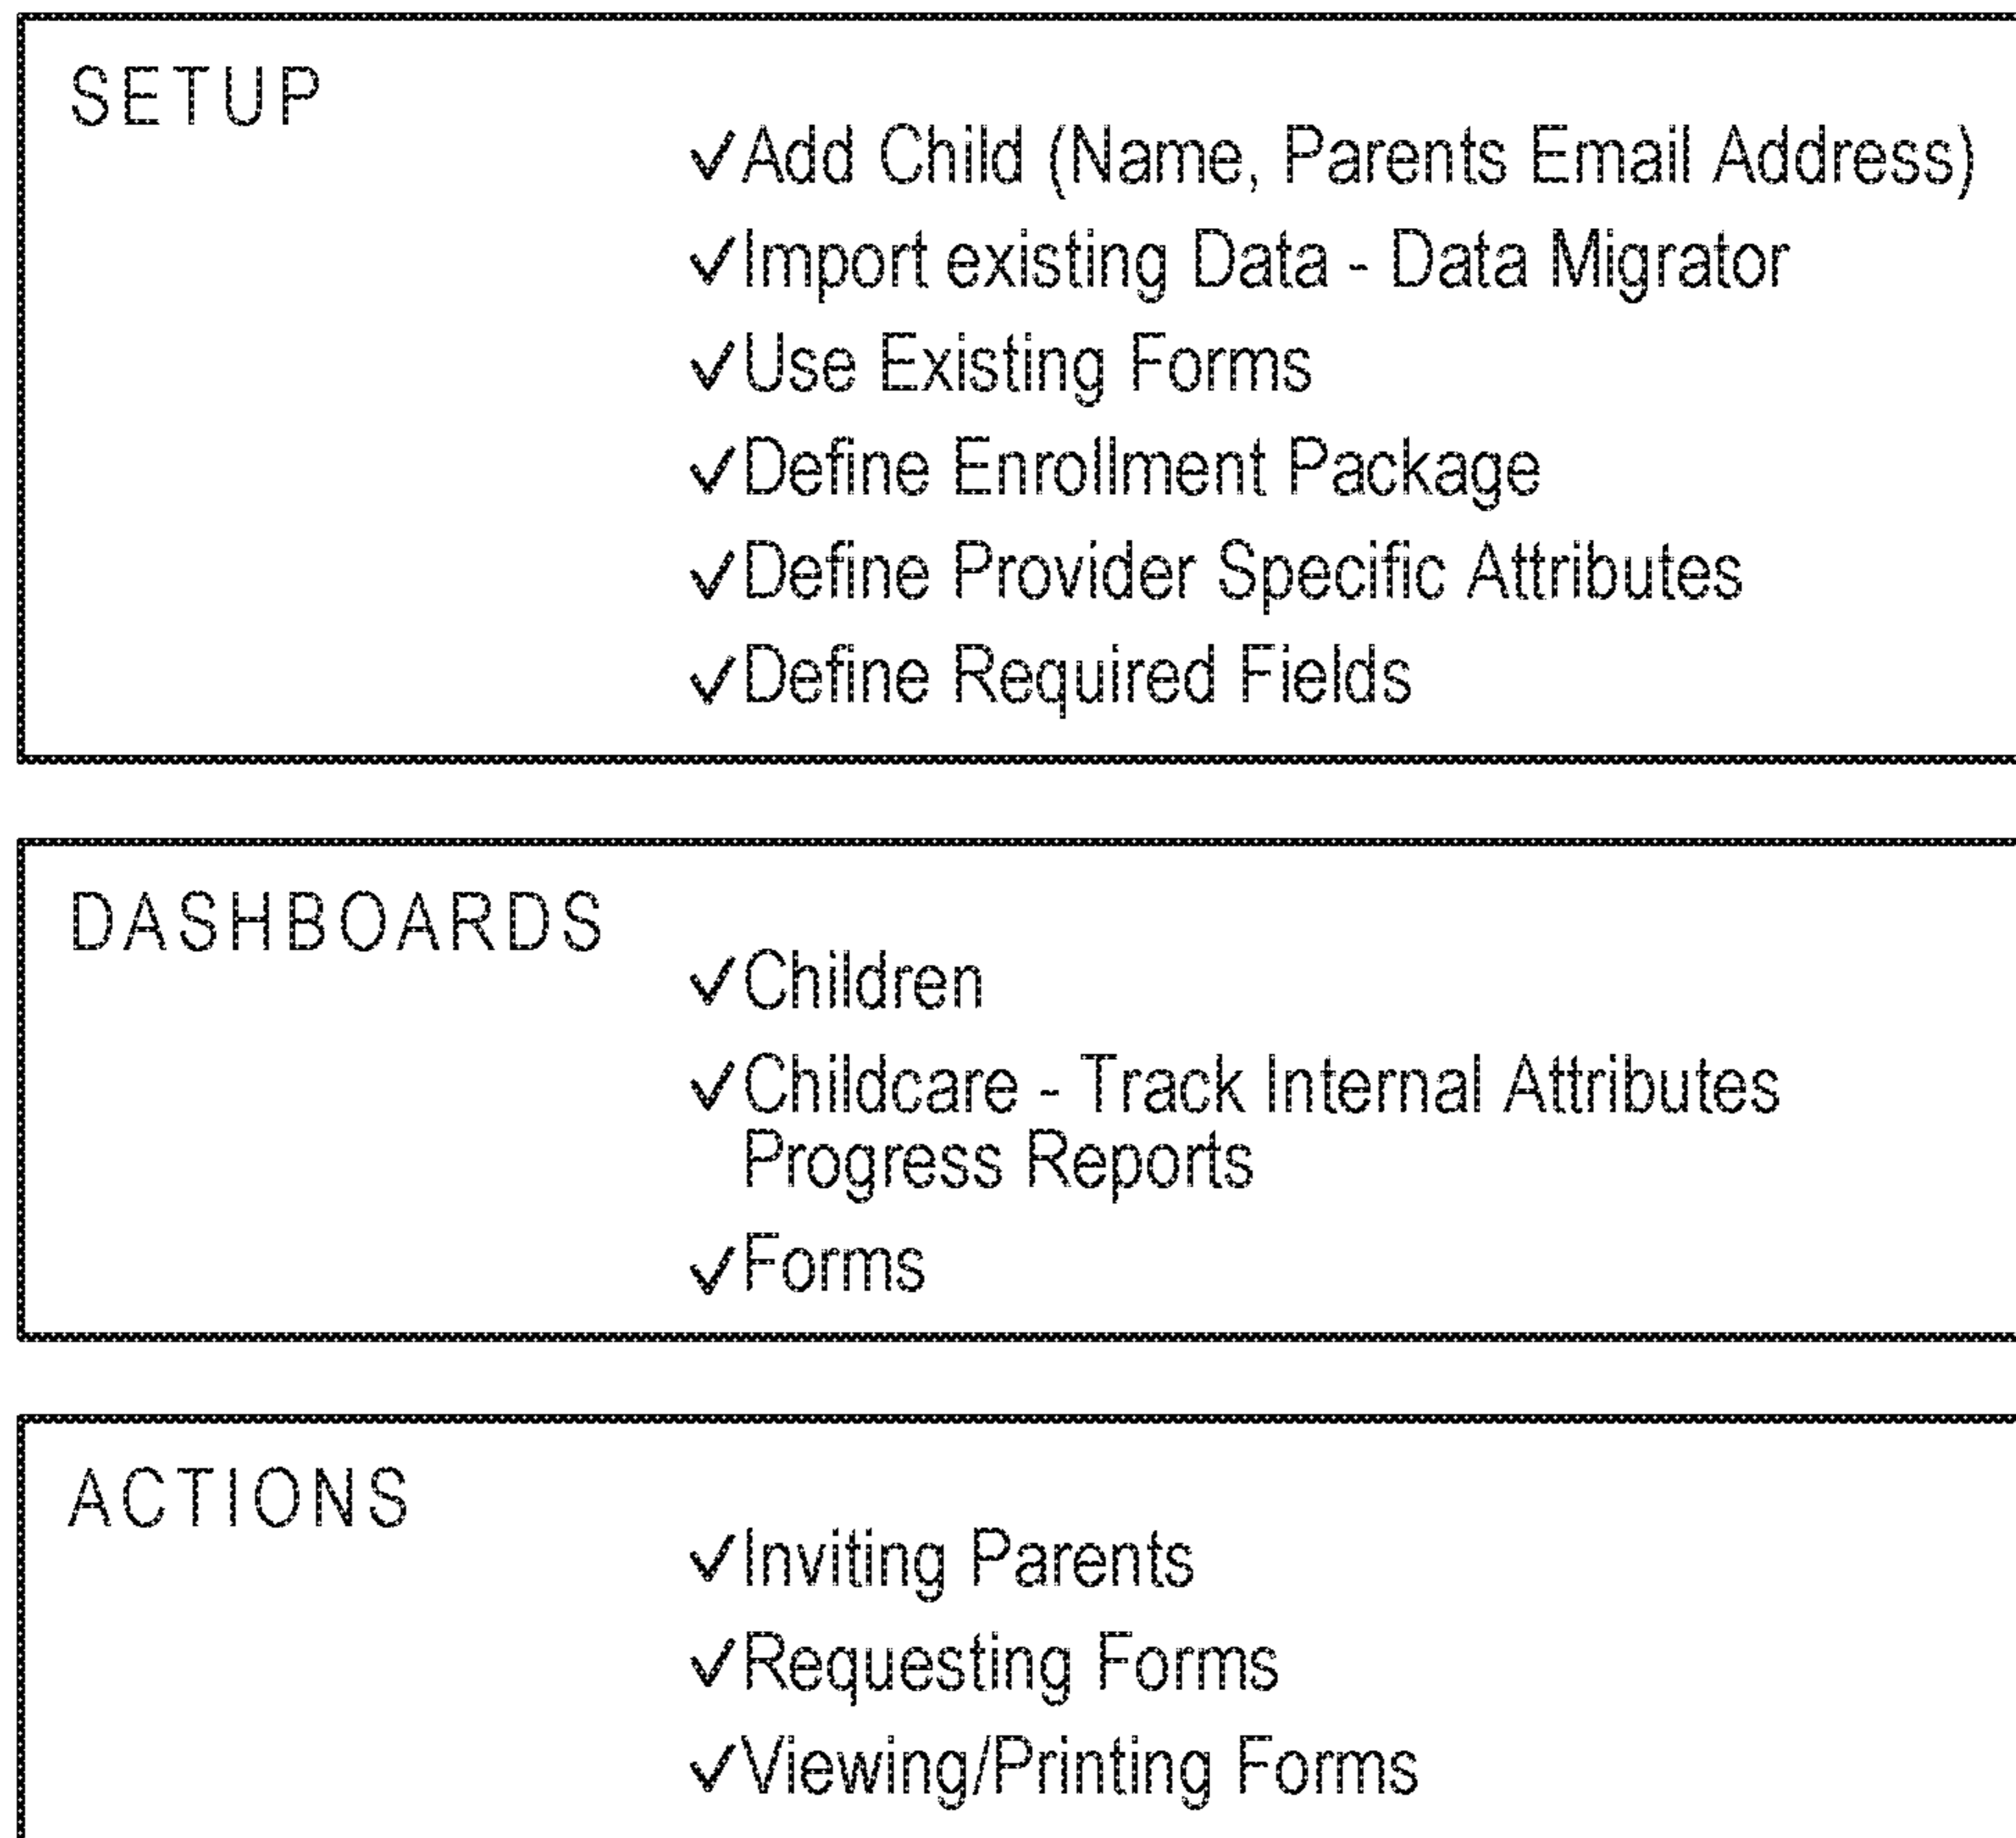 SETUP
✓Add Child (Name, Parents Email Address)
✓Import existing Data - Data Migrator
✓Use Existing Forms
✓Define Enrollment Package
✓Define Provider Specific Attributes
✓Define Required Fields
DASHBOARDS
✓Children
✓Childcare - Track Internal Attributes
Progress Reports
✓Forms
ACTIONS
✓Inviting Parents
✓Requesting Forms
✓Viewing/Printing Forms